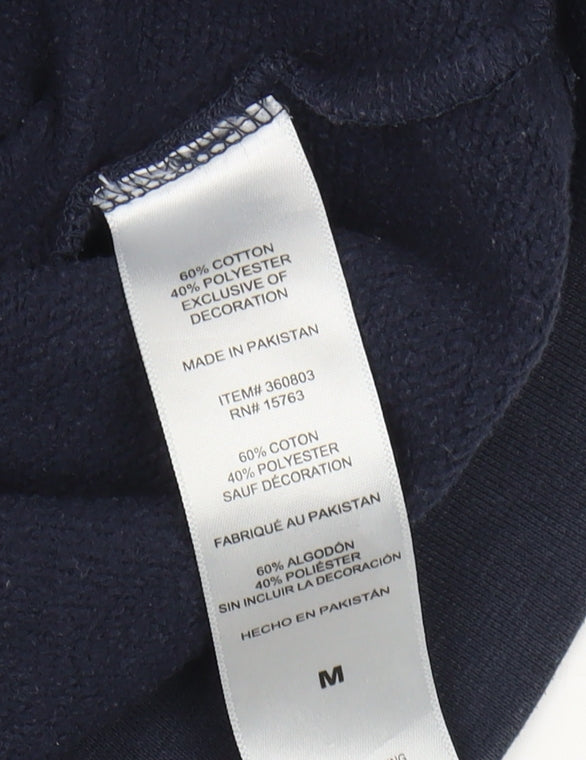 60% COTTON
40% POLYESTER
EXCLUSIVE OF
DECORATION
MADE IN PAKISTAN
ITEM# 360803
RN# 15763
60% COTON
40% POLYESTER
SAUF DÉCORATION
FABRIQUÉ AU PAKISTAN
60% ALGODÓN
40% POLIÉSTER
SIN INCLUIR LA DECORACIÓN
HECHO EN PAKISTÁN
M